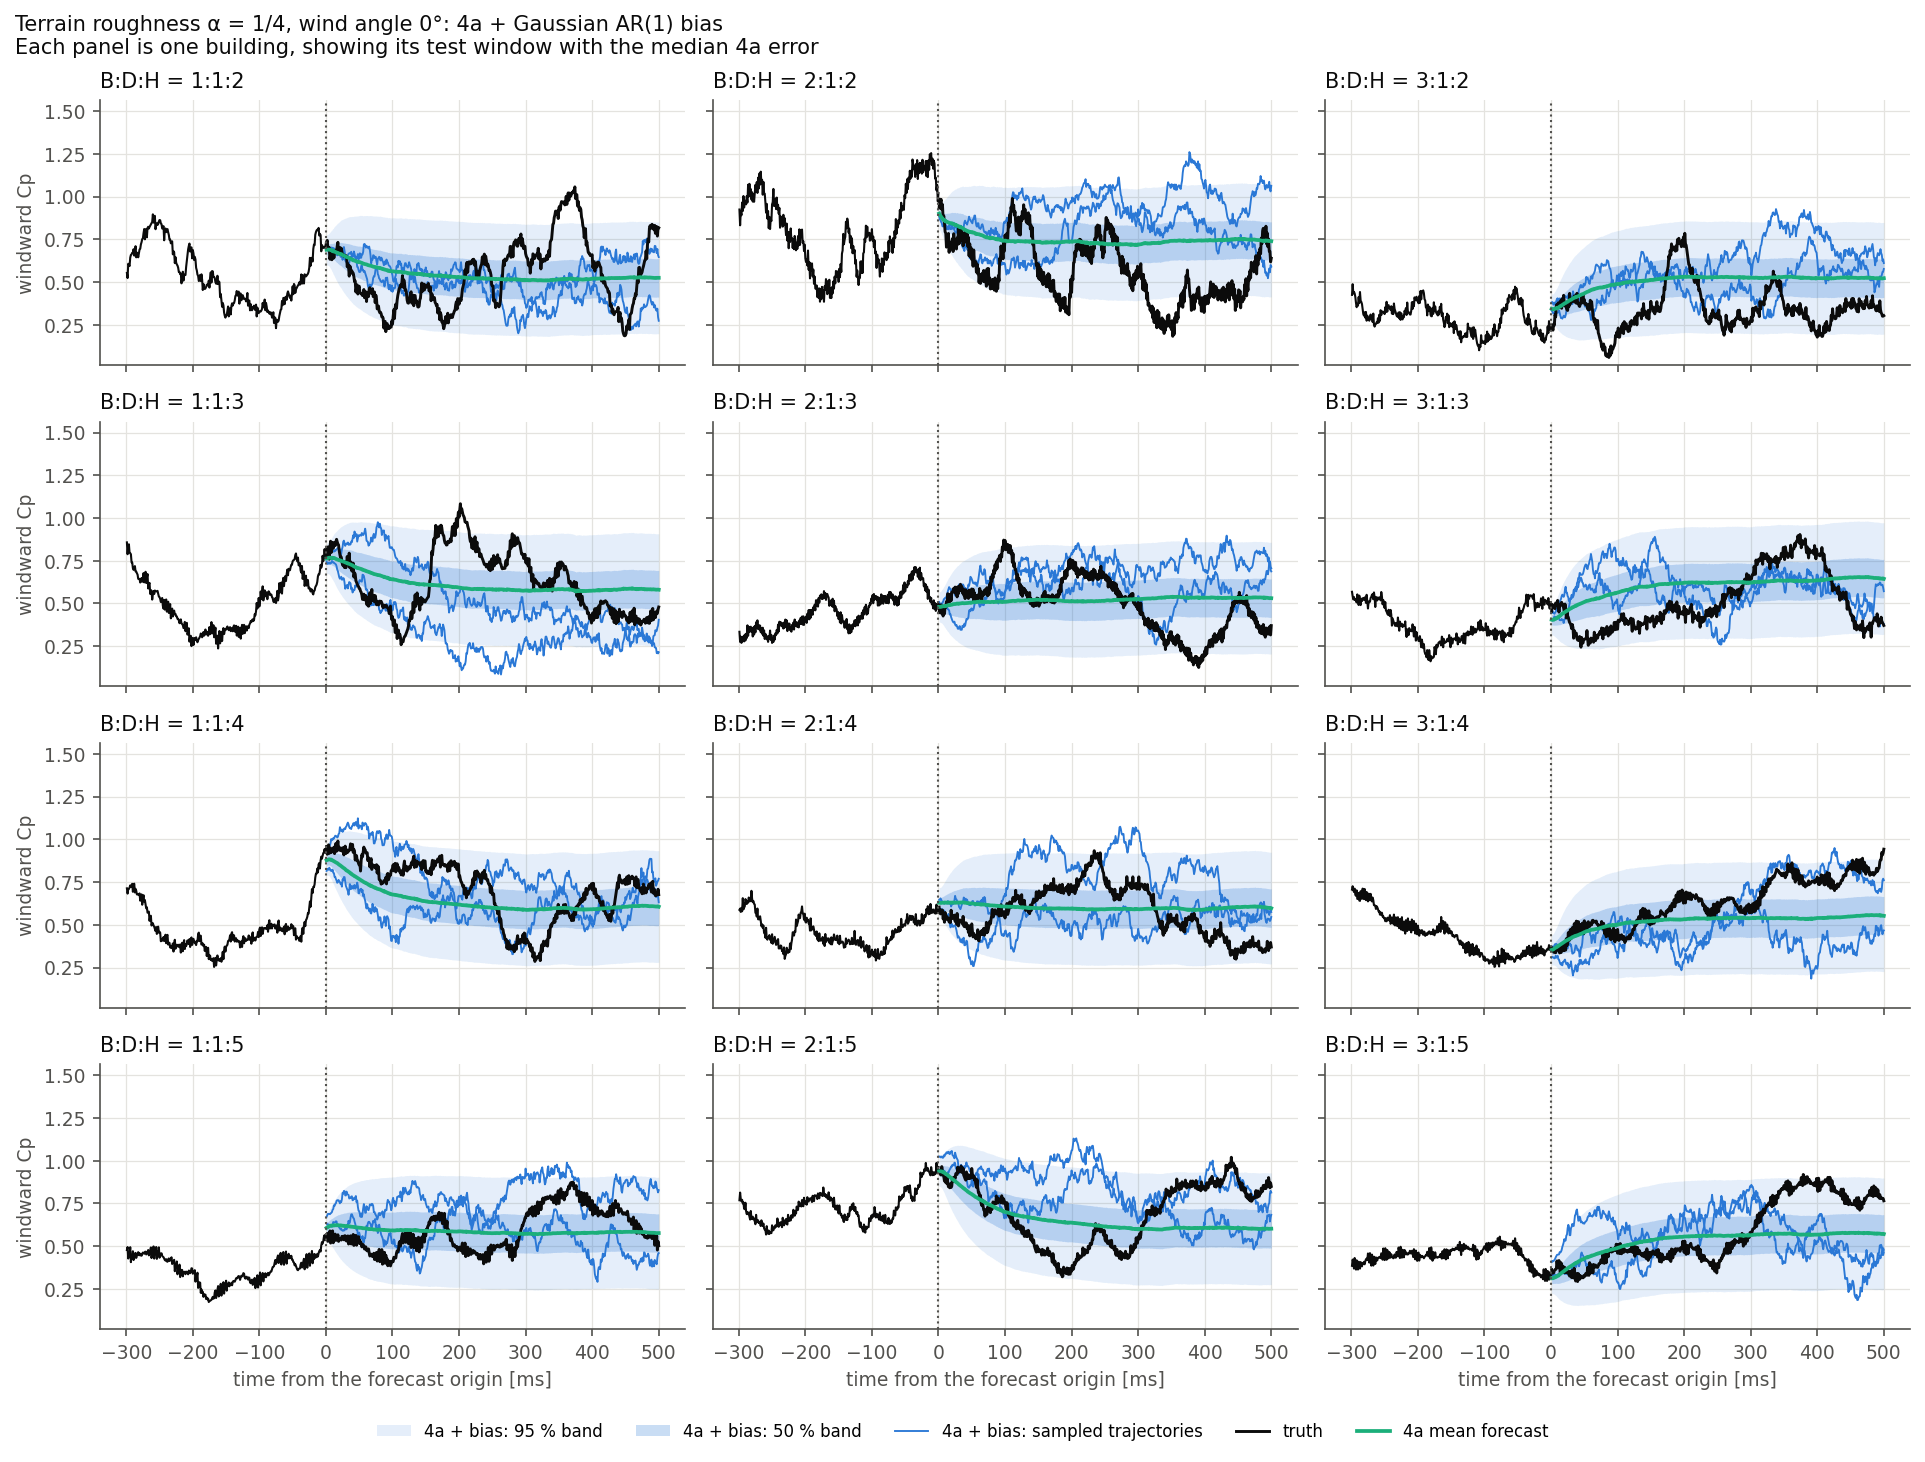 Terrain roughness α = 1/4, wind angle 0°: 4a + Gaussian AR(1) bias
Each panel is one building, showing its test window with the median 4a error
B:D:H = 1:1:2
B:D:H = 2:1:2
B:D:H = 3:1:2
1.50
1.25
1.00
0.75
0.50
0.25
windward Cp
B:D:H = 1:1:3
B:D:H = 2:1:3
B:D:H = 3:1:3
1.50
1.25
1.00
0.75
0.50
0.25
windward Cp
B:D:H = 1:1:4
B:D:H = 2:1:4
B:D:H = 3:1:4
1.50
1.25
1.00
0.75
0.50
0.25
windward Cp
B:D:H = 1:1:5
B:D:H = 2:1:5
B:D:H = 3:1:5
1.50
1.25
1.00
0.75
0.50
0.25
windward Cp
−300 −200 −100 0 100 200 300 400 500
−300 −200 −100 0 100 200 300 400 500
−300 −200 −100 0 100 200 300 400 500
time from the forecast origin [ms]
time from the forecast origin [ms]
time from the forecast origin [ms]
4a + bias: 95 % band
4a + bias: 50 % band
4a + bias: sampled trajectories
truth
4a mean forecast